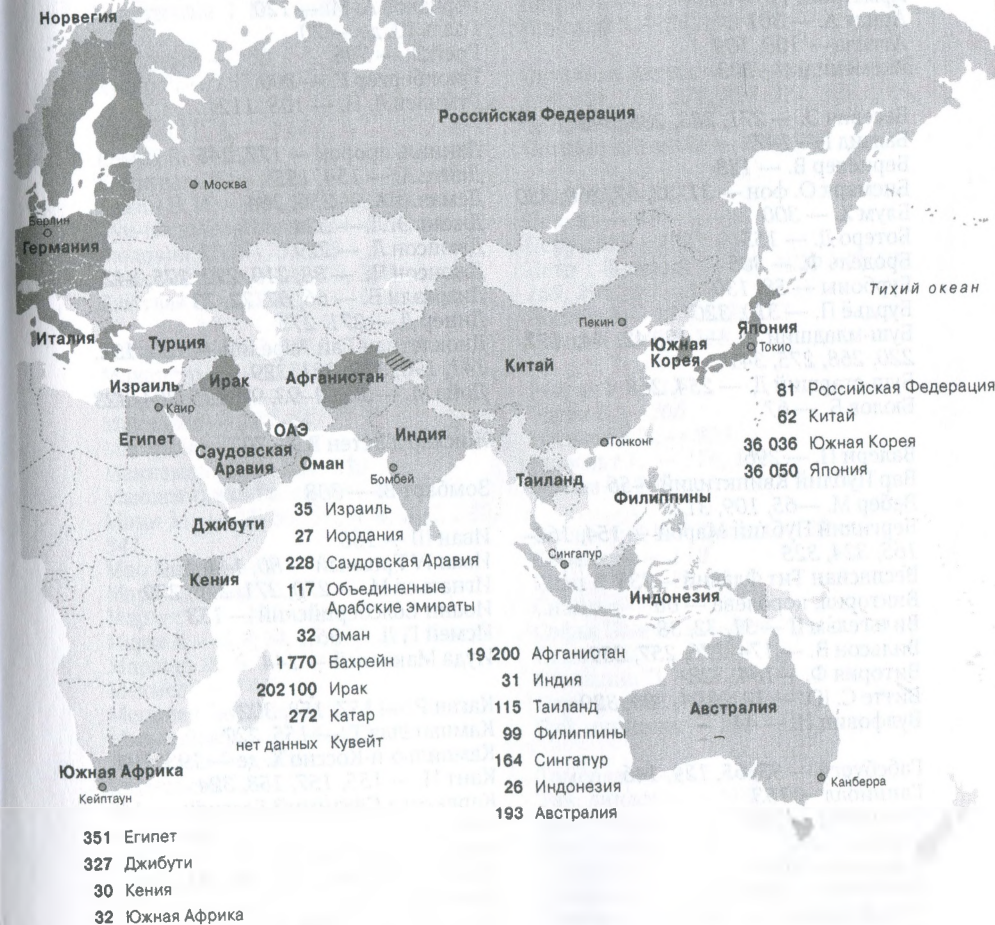 Норвегия
Российская Федерация
Москва
Берлин
Германия
Тихий океан
Пекин
Япония
Токио
Италия
Турция
Южная
Корея
Китай
Израиль
Ирак
Афганистан
81 Российская Федерация
Каир
62 Китай
ОАЭ
Индия
Гонконг
Египет
Саудовская
Аравия
Оман
36 036 Южная Корея
Бомбей
36 050 Япония
Таиланд
Филиппины
35 Израиль
Джибути
27 Иордания
Сингапур
228 Саудовская Аравия
Кения
117 Объединенные
Арабские эмираты
Индонезия
32 Оман
1 770 Бахрейн
202 100 Ирак
272 Катар
нет данных Кувейт
19 200 Афганистан
31 Индия
115 Таиланд
99 Филиппины
164 Сингапур
26 Индонезия
193 Австралия
Австралия
Канберра
Южная Африка
Кейптаун
351 Египет
327 Джибути
30 Кения
32 Южная Африка